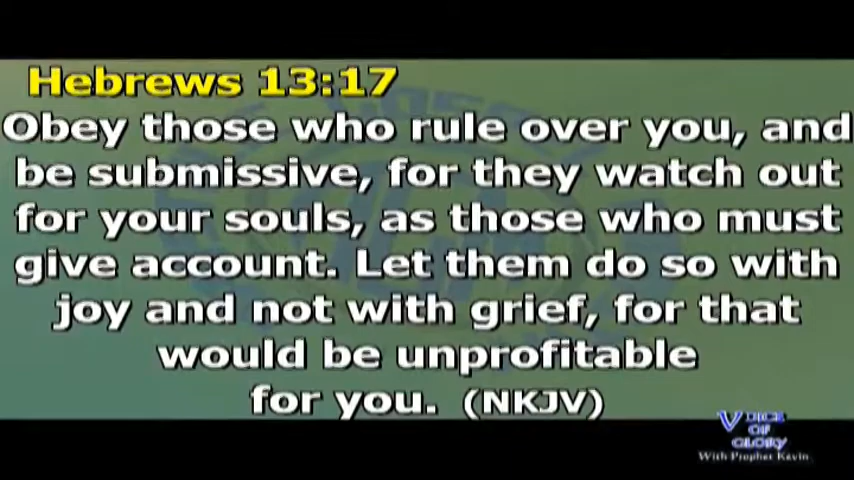 Hebrews 13:17
Obey those who rule over you, and
be submissive, for they watch out
for your souls, as those who must
give account. Let them do so with
joy and not with grief, for that
would be unprofitable
for you. (NKJV)
VOICE
OF
GLORY
With Prophet Kevin